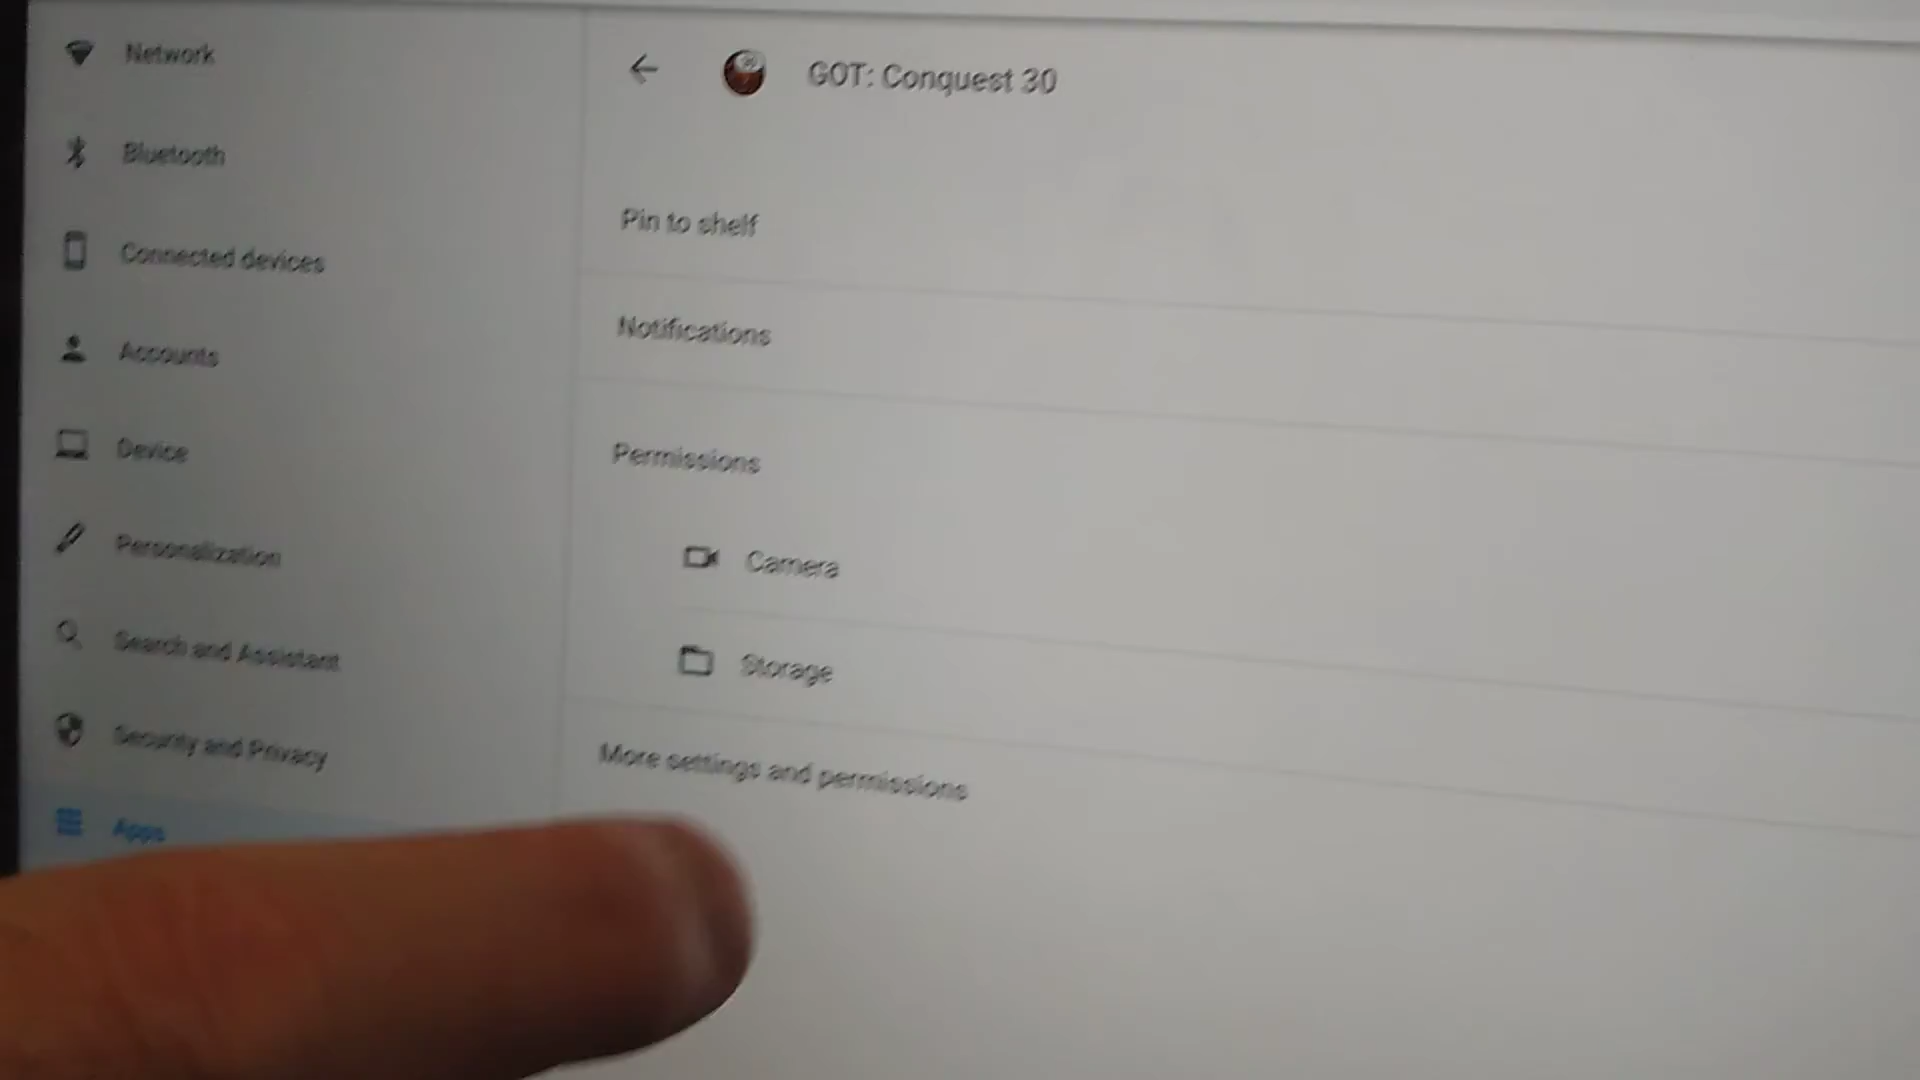 Network
Bluetooth
Connected devices
Accounts
Device
Personalization
Search and Assistant
Security and Privacy
Apps
GOT: Conquest 30
Pin to shelf
Notifications
Permissions
Camera
Storage
More settings and permissions